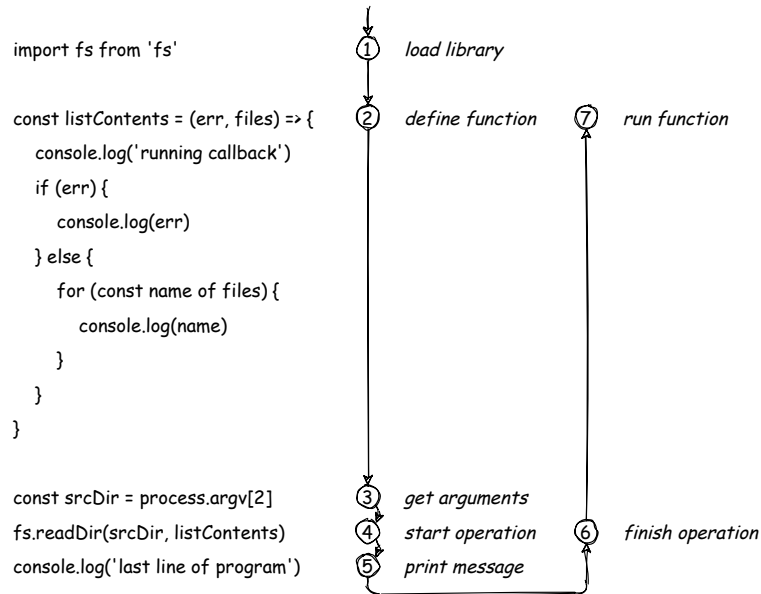 import fs from 'fs'
1 load library
const listContents = (err, files) => {
2 define function
7 run function
console.log('running callback')
if (err) {
console.log(err)
} else {
for (const name of files) {
console.log(name)
}
}
}
const srcDir = process.argv[2]
3 get arguments
fs.readDir(srcDir, listContents)
4 start operation
6 finish operation
console.log('last line of program')
5 print message